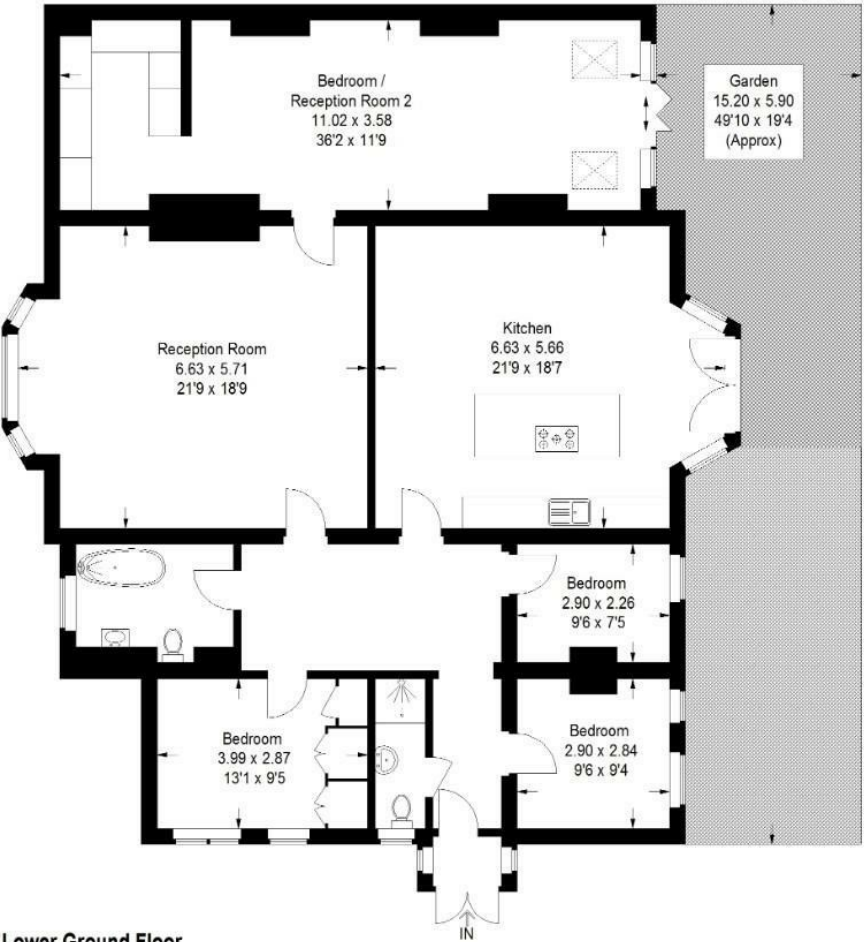 Bedroom /
Reception Room 2
11.02 x 3.58
36'2 x 11'9
Garden
15.20 x 5.90
49'10 x 19'4
(Approx)
Reception Room
6.63 x 5.71
21'9 x 18'9
Kitchen
6.63 x 5.66
21'9 x 18'7
Bedroom
2.90 x 2.26
9'6 x 7'5
Bedroom
3.99 x 2.87
13'1 x 9'5
Bedroom
2.90 x 2.84
9'6 x 9'4
IN
Lower Ground Floor